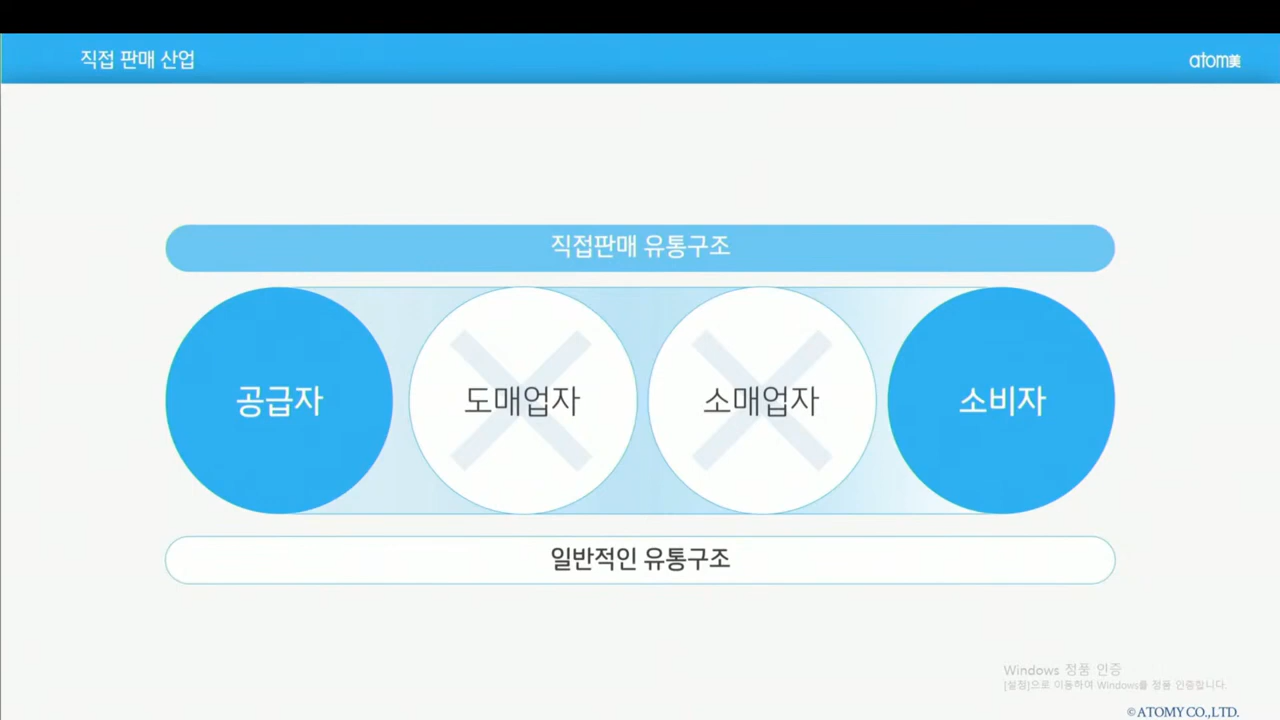 직접 판매 산업
atom美
직접판매 유통구조
공급자
도매업자
소매업자
소비자
일반적인 유통구조
Windows 정품 인증
[설정]으로 이동하여 Windows를 정품 인증합니다.
©ATOMY CO.,LTD.